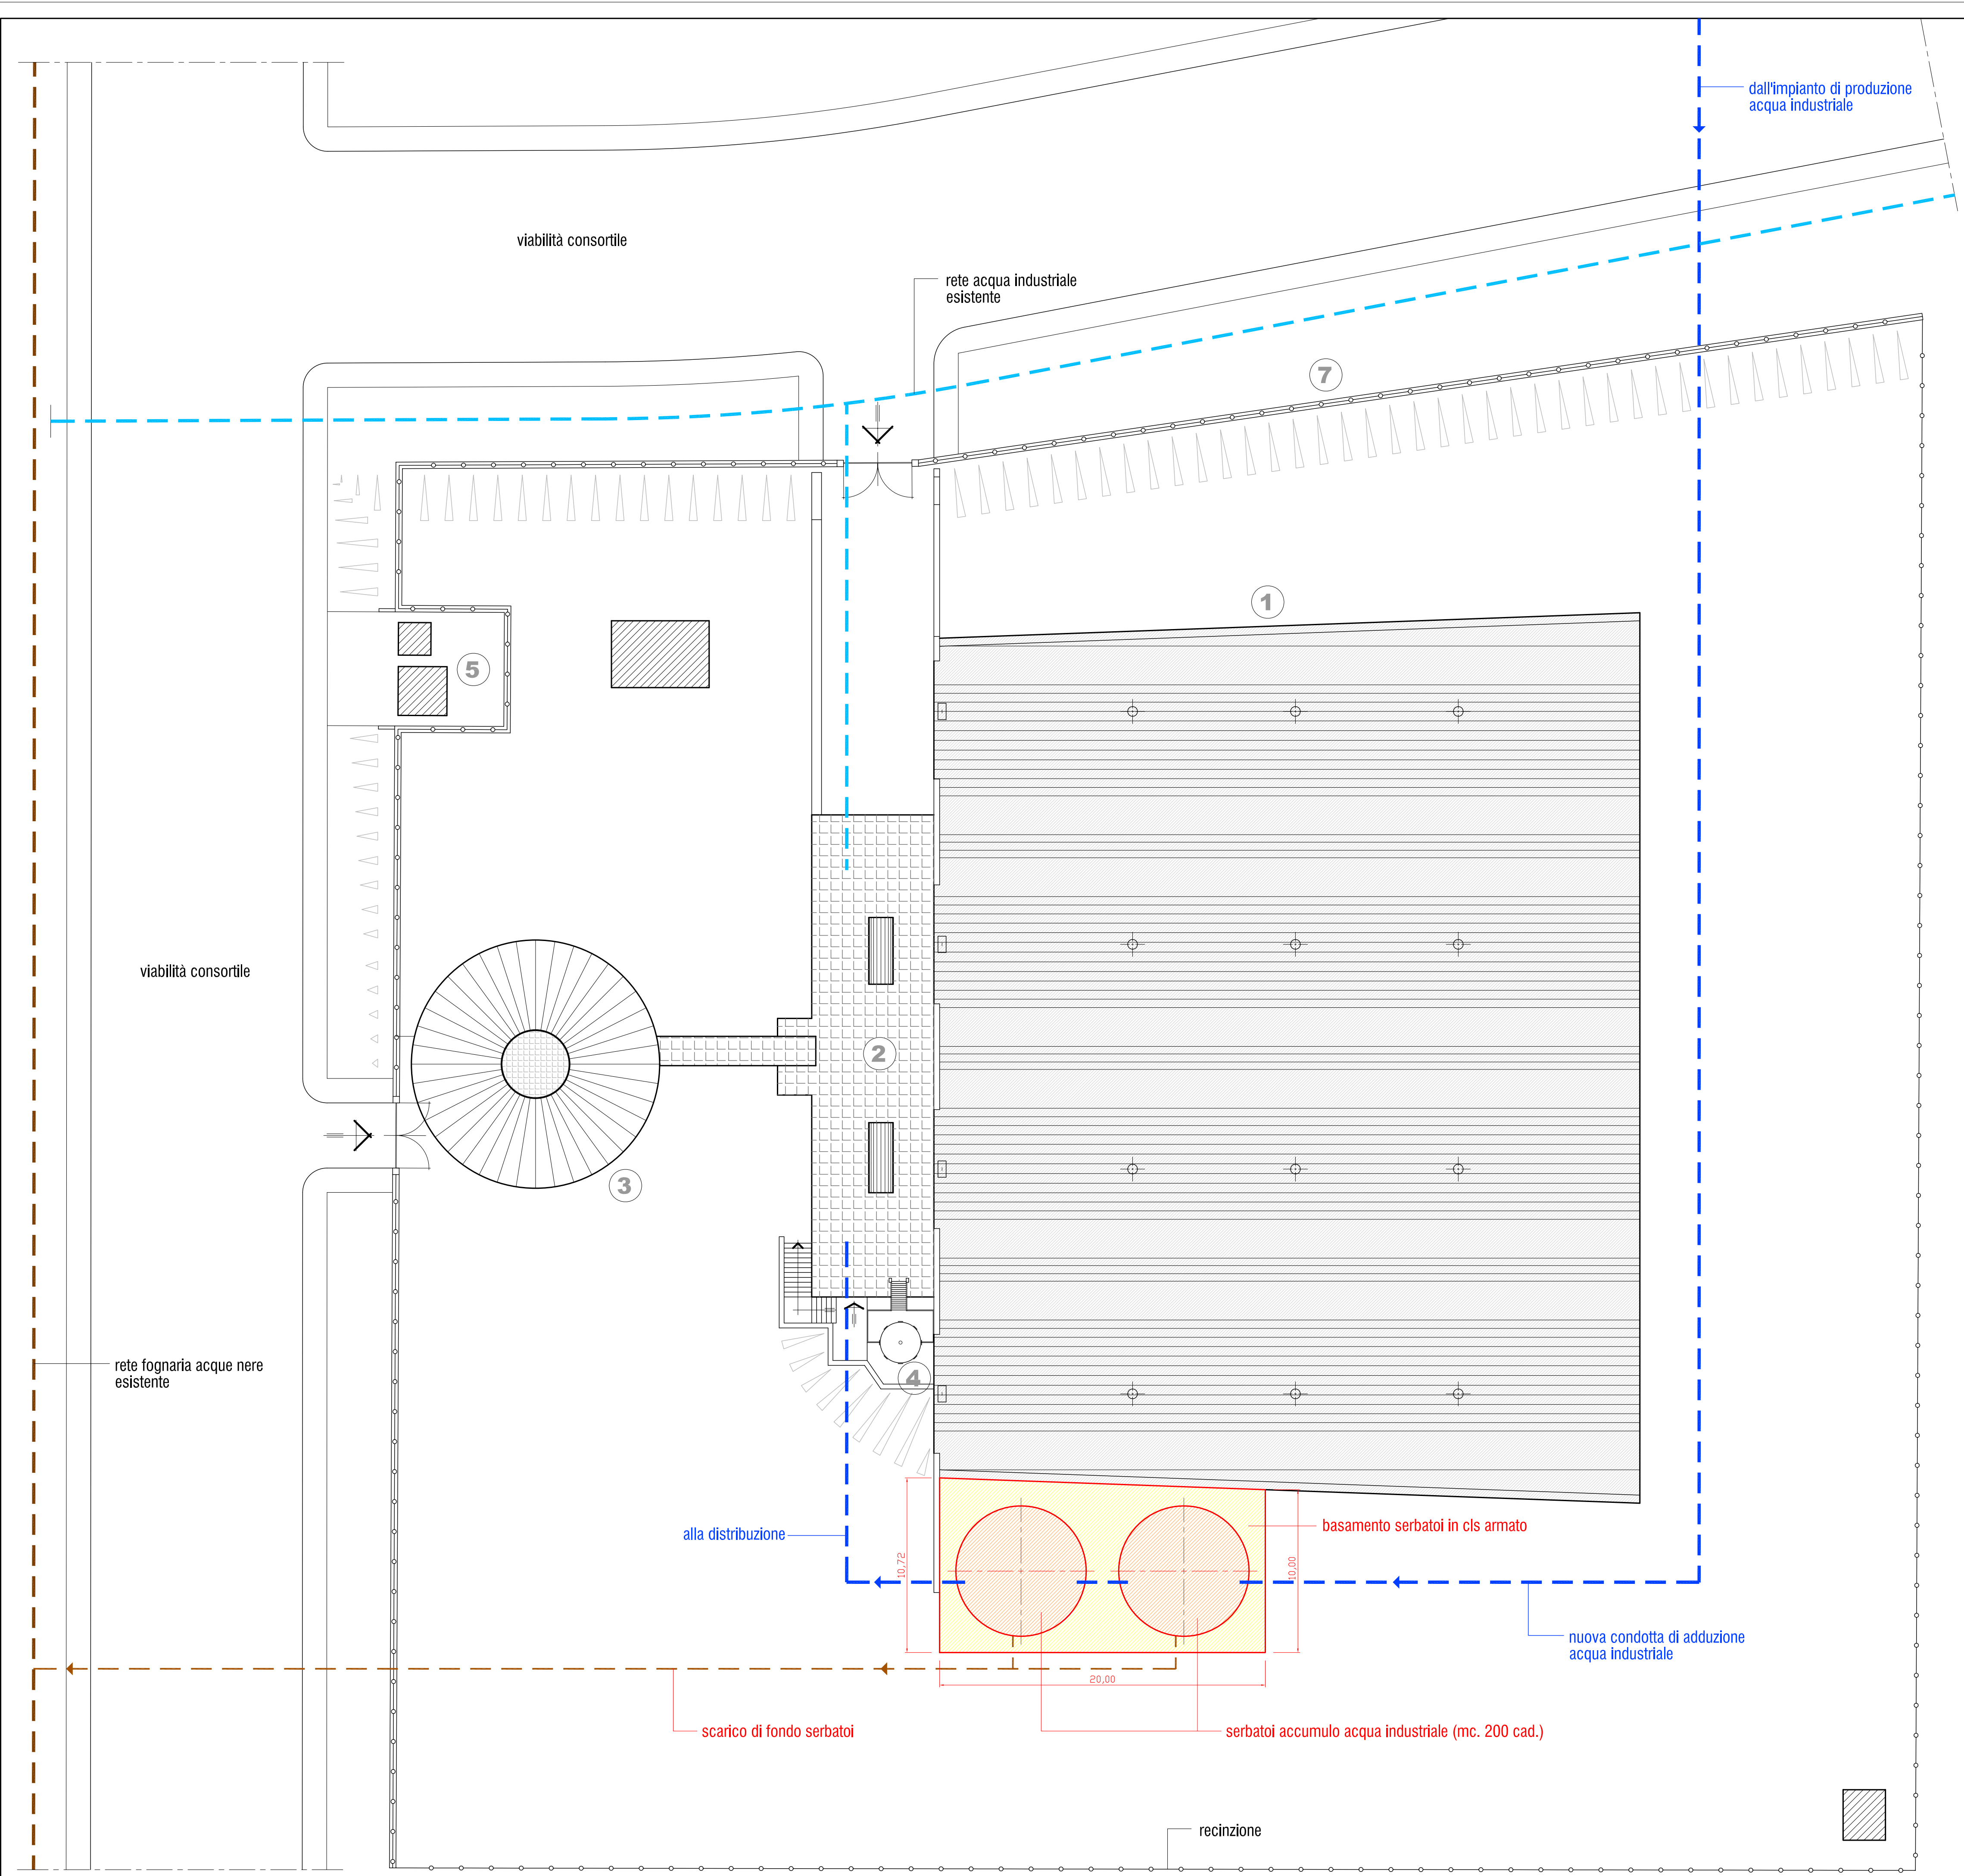 dall'impianto di produzione
acqua industriale
viabilità consortile
rete acqua industriale
esistente
7
1
5
viabilità consortile
2
3
rete fognaria acque nere
esistente
4
alla distribuzione
basamento serbatoi in cls armato
10,72
10,00
nuova condotta di adduzione
acqua industriale
20,00
scarico di fondo serbatoi
serbatoi accumulo acqua industriale (mc. 200 cad.)
recinzione